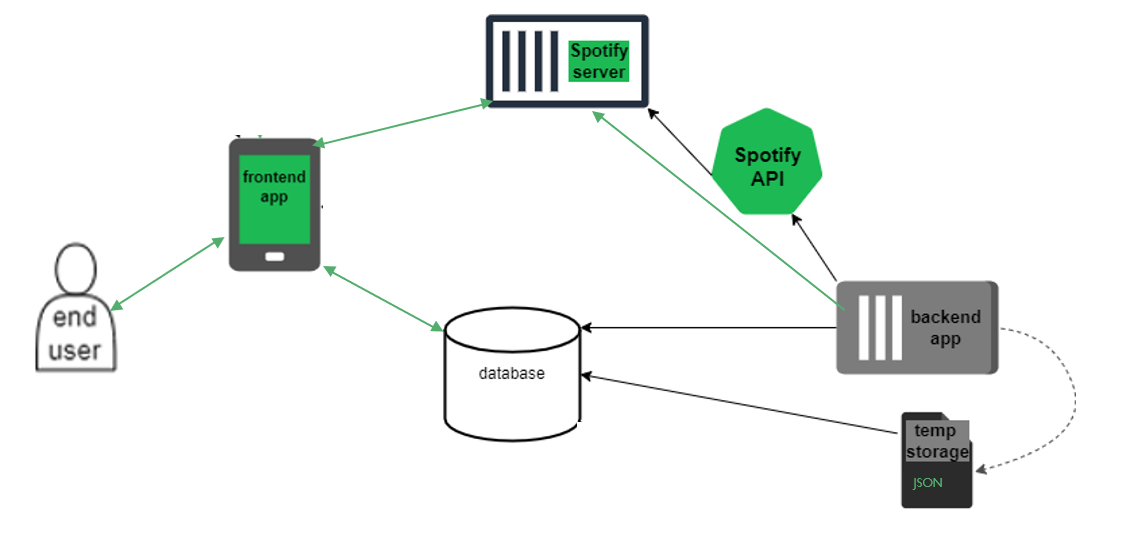 Spotify
server
Spotify
API
frontend
app
end
user
database
backend
app
temp
storage
JSON